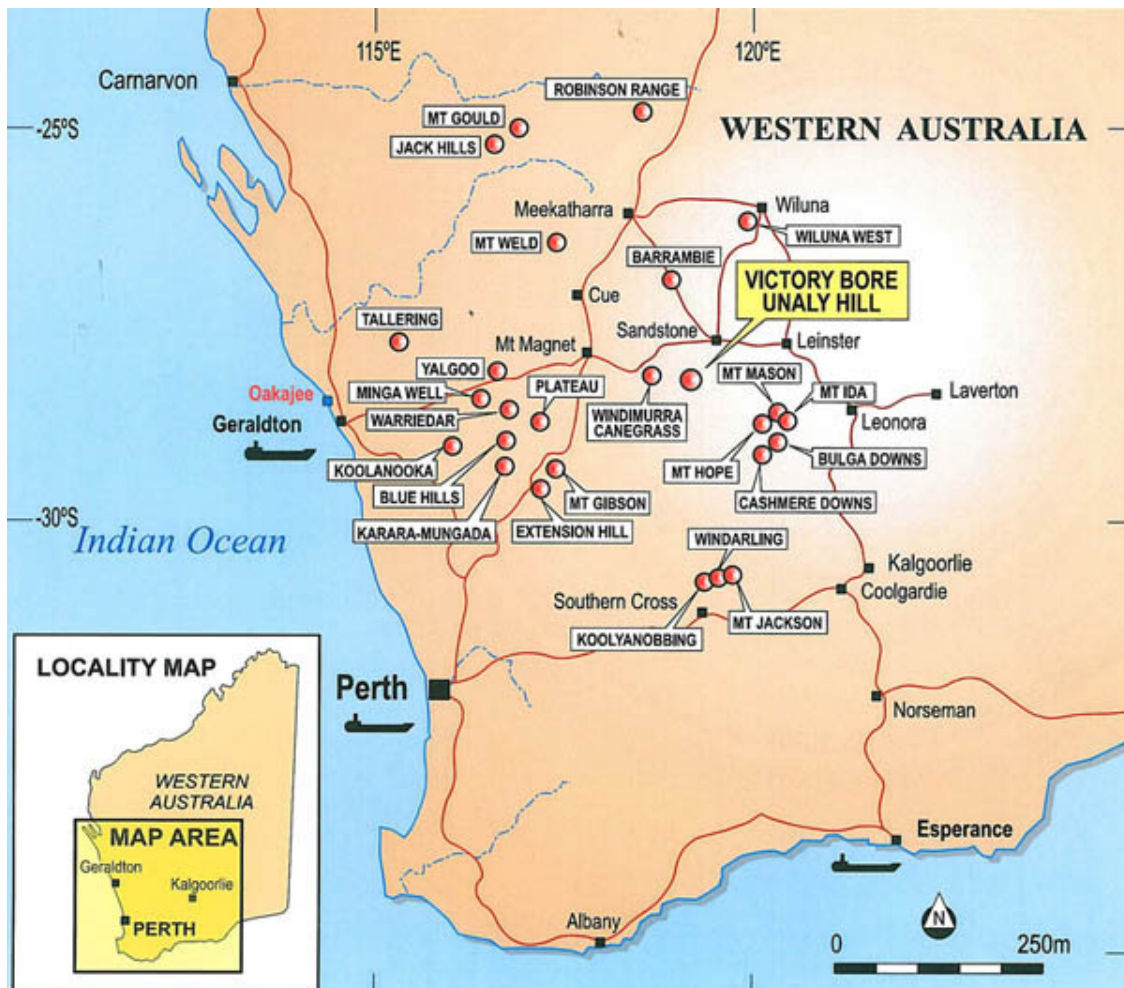 115ºE
120ºE
Carnarvon
ROBINSON RANGE
-25ºS
MT GOULD
WESTERN AUSTRALIA
JACK HILLS
Meekatharra
Wiluna
MT WELD
WILUNA WEST
BARRAMBIE
VICTORY BORE
UNALY HILL
Cue
TALLERING
Sandstone
Mt Magnet
Leinster
YALGOO
PLATEAU
MT MASON
MINGA WELL
MT IDA
Laverton
Oakajee
WARRIEDAR
WINDIMURRA
CANEGRASS
Leonora
Geraldton
KOOLANOOKA
MT HOPE
BULGA DOWNS
BLUE HILLS
MT GIBSON
CASHMERE DOWNS
-30ºS
KARARA-MUNGADA
EXTENSION HILL
Indian Ocean
WINDARLING
Kalgoorlie
Coolgardie
Southern Cross
MT JACKSON
KOOLYANOBBING
Perth
Norseman
LOCALITY MAP
WESTERN
AUSTRALIA
MAP AREA
Geraldton
Kalgoorlie
PERTH
Esperance
Albany
N
0 250m